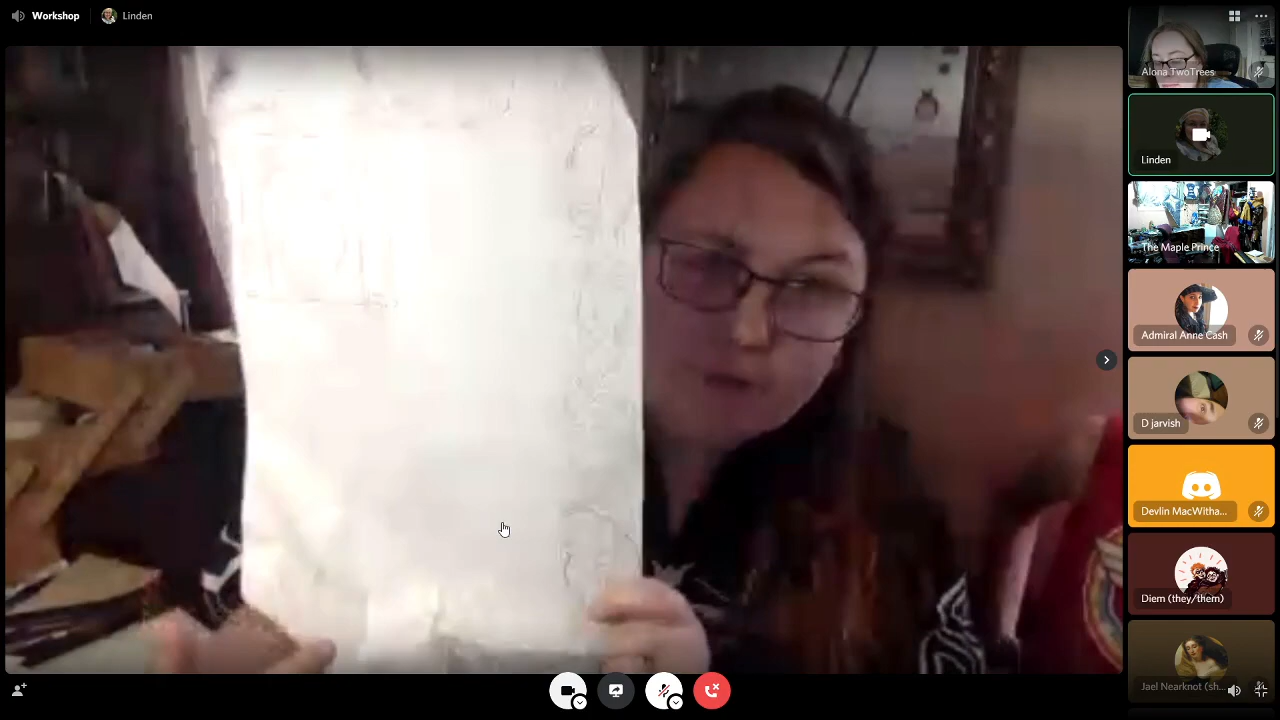 Workshop
Linden
Alona TwoTrees
Linden
The Maple Prince
Admiral Anne Cash
D jarvish
Devlin MacWitha...
Diem (they/them)
Jael Nearknot (sh...